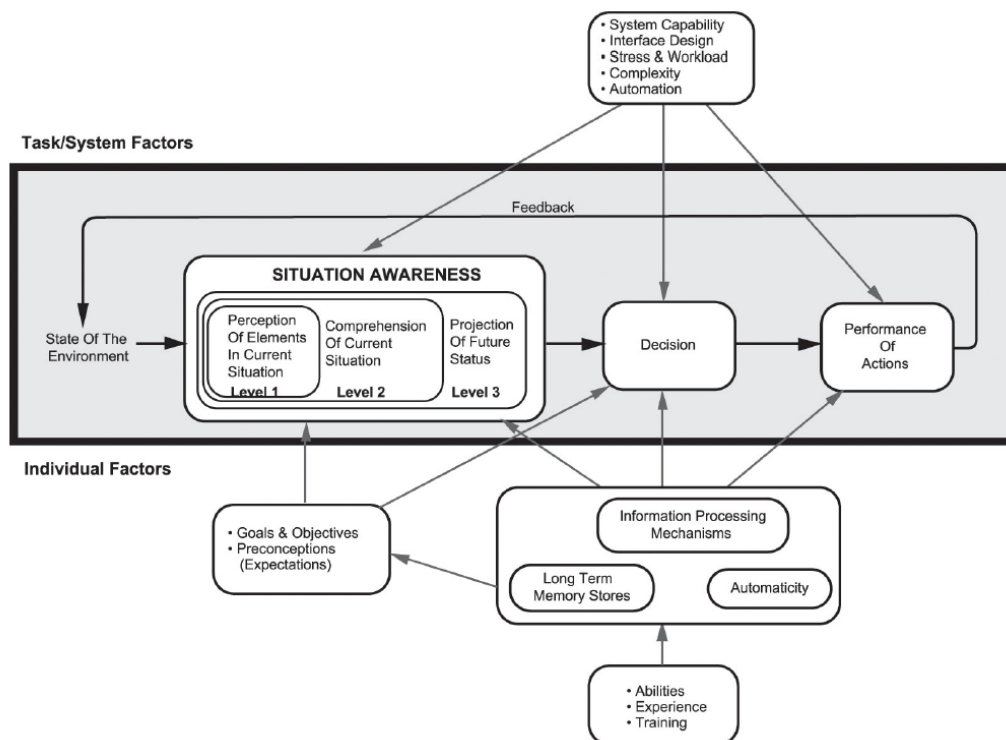 • System Capability
• Interface Design
• Stress & Workload
• Complexity
• Automation
Task/System Factors
Feedback
SITUATION AWARENESS
State Of The
Environment
Perception
Of Elements
In Current
Situation
Level 1
Comprehension
Of Current
Situation
Level 2
Projection
Of Future
Status
Level 3
Decision
Performance
Of
Actions
Individual Factors
• Goals & Objectives
• Preconceptions
(Expectations)
Information Processing
Mechanisms
Long Term
Memory Stores
Automaticity
• Abilities
• Experience
• Training